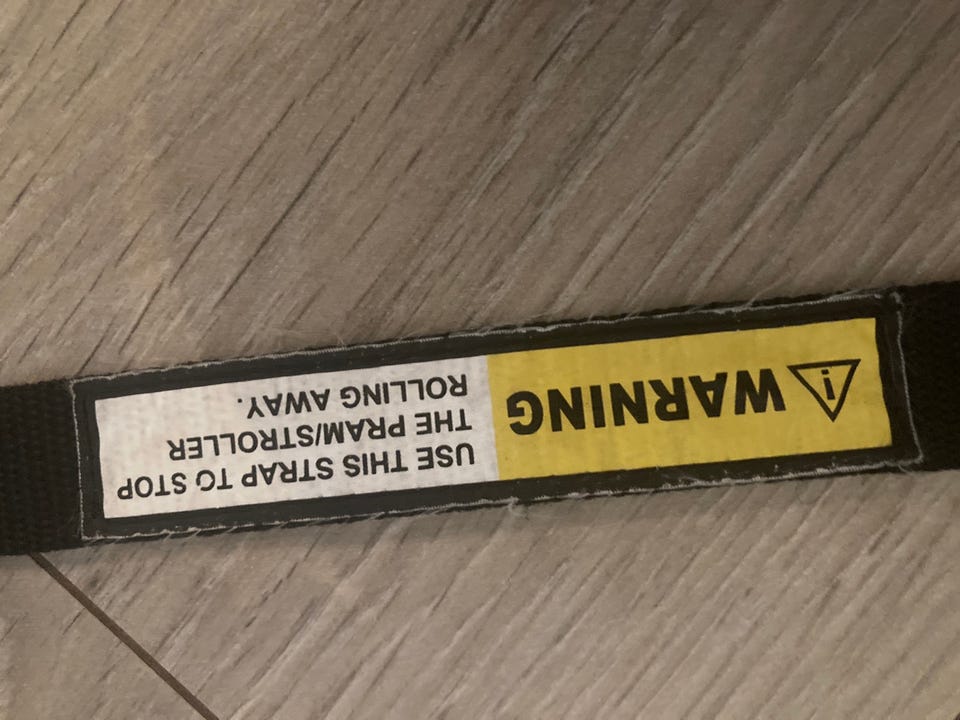 WARNING
USE THIS STRAP TO STOP
THE PRAM/STROLLER
ROLLING AWAY.